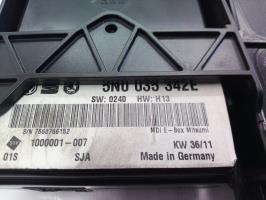 5N0 035 342E
SW: 0240 HW: H13
S/N 7668766162
MDI E-Box Mitsumi
1000001-007 KW 36/11
01S SJA Made in Germany